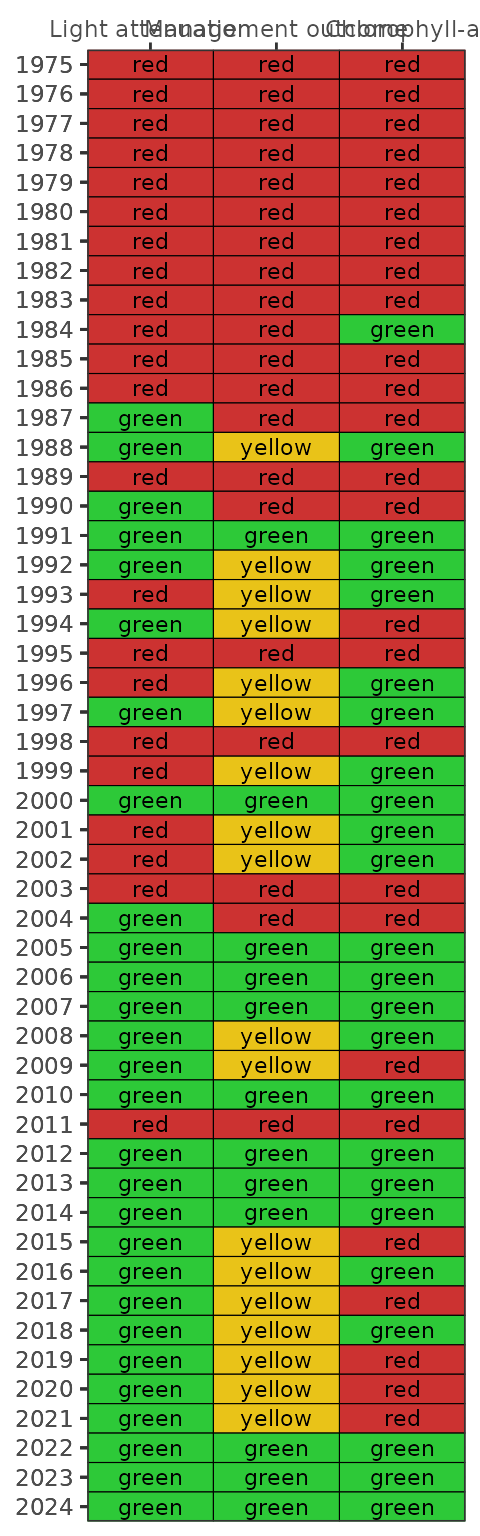 Light attenuation Management outcome Chlorophyll-a
1975 red red red
1976 red red red
1977 red red red
1978 red red red
1979 red red red
1980 red red red
1981 red red red
1982 red red red
1983 red red red
1984 red red green
1985 red red red
1986 red red red
1987 green red red
1988 green yellow green
1989 red red red
1990 green red red
1991 green green green
1992 green yellow green
1993 red yellow green
1994 green yellow red
1995 red red red
1996 red yellow green
1997 green yellow green
1998 red red red
1999 red yellow green
2000 green green green
2001 red yellow green
2002 red yellow green
2003 red red red
2004 green red red
2005 green green green
2006 green green green
2007 green green green
2008 green yellow green
2009 green yellow red
2010 green green green
2011 red red red
2012 green green green
2013 green green green
2014 green green green
2015 green yellow red
2016 green yellow green
2017 green yellow red
2018 green yellow green
2019 green yellow red
2020 green yellow red
2021 green yellow red
2022 green green green
2023 green green green
2024 green green green